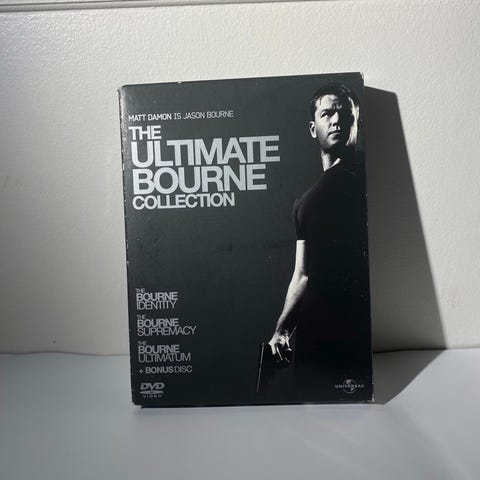 MATT DAMON IS JASON BOURNE
THE
ULTIMATE
BOURNE
COLLECTION
THE
BOURNE
IDENTITY
THE
BOURNE
SUPREMACY
THE
BOURNE
ULTIMATUM
+ BONUS DISC
DVD
VIDEO
UNIVERSAL